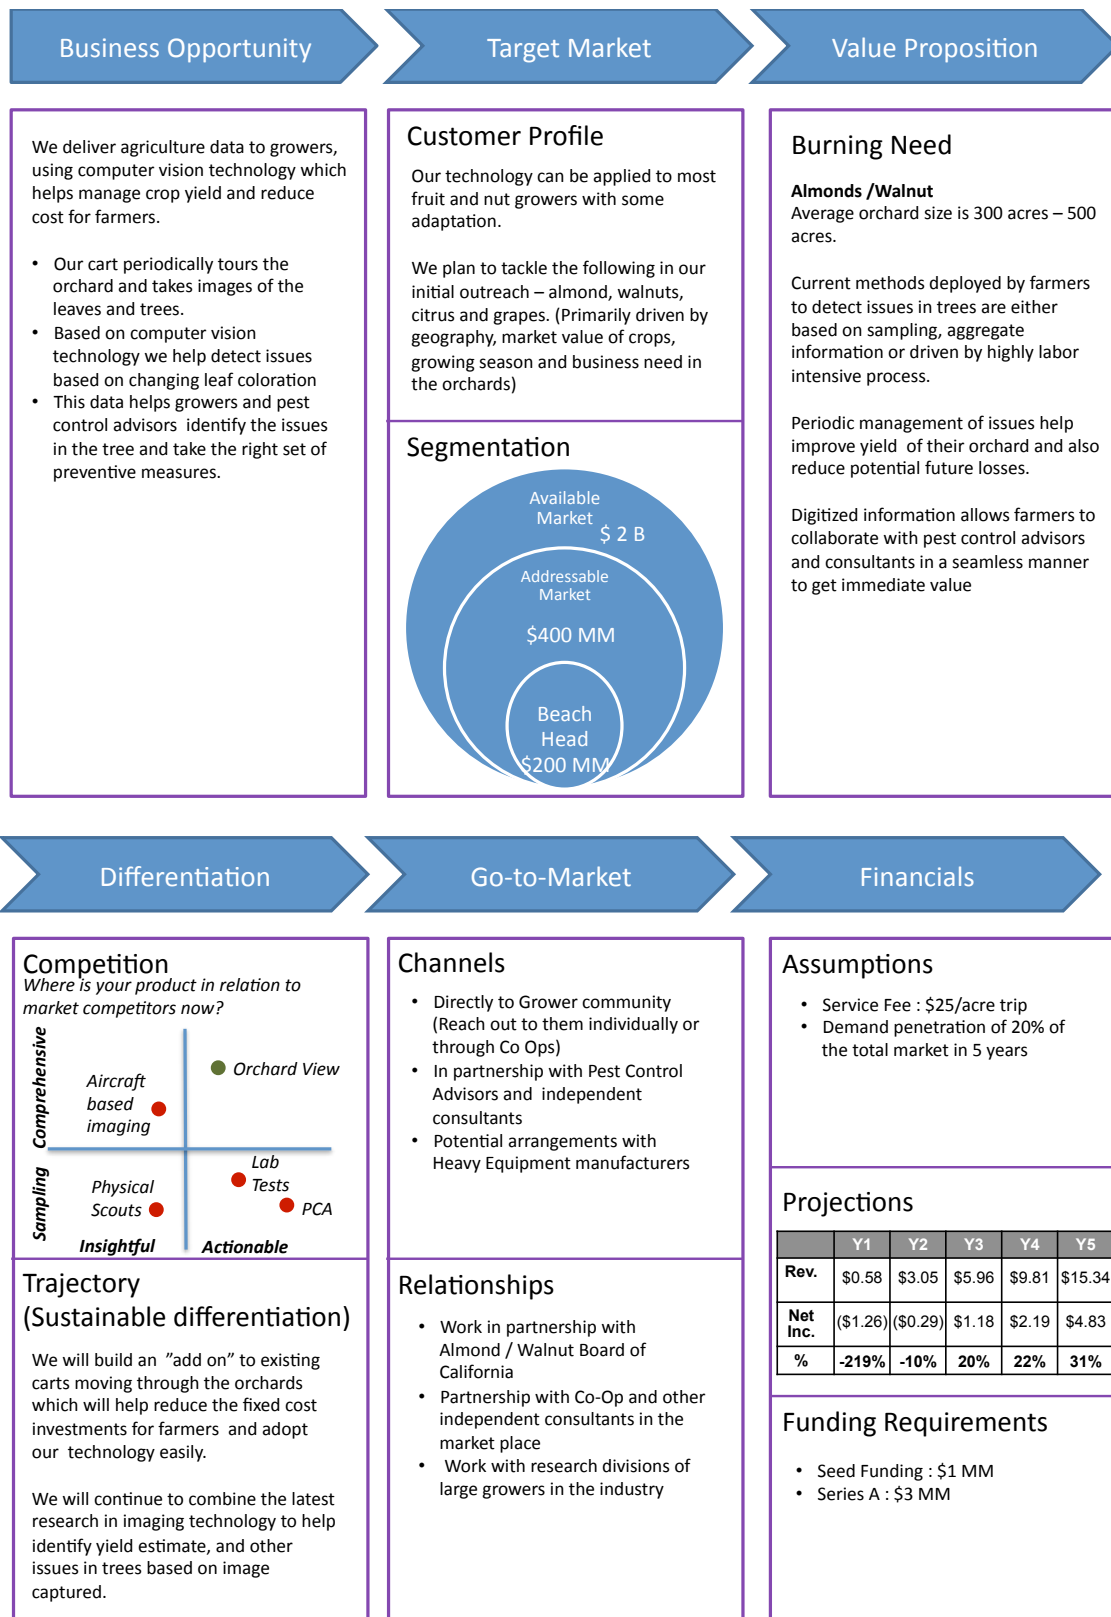 Business Opportunity
Target Market
Value Proposition
We deliver agriculture data to growers,
using computer vision technology which
helps manage crop yield and reduce
cost for farmers.
• Our cart periodically tours the
orchard and takes images of the
leaves and trees.
• Based on computer vision
technology we help detect issues
based on changing leaf coloration
• This data helps growers and pest
control advisors identify the issues
in the tree and take the right set of
preventive measures.
Customer Profile
Our technology can be applied to most
fruit and nut growers with some
adaptation.
We plan to tackle the following in our
initial outreach – almond, walnuts,
citrus and grapes. (Primarily driven by
geography, market value of crops,
growing season and business need in
the orchards)
Segmentation
Available
Market
$ 2 B
Addressable
Market
$400 MM
Beach
Head
$200 MM
Burning Need
Almonds /Walnut
Average orchard size is 300 acres – 500
acres.
Current methods deployed by farmers
to detect issues in trees are either
based on sampling, aggregate
information or driven by highly labor
intensive process.
Periodic management of issues help
improve yield of their orchard and also
reduce potential future losses.
Digitized information allows farmers to
collaborate with pest control advisors
and consultants in a seamless manner
to get immediate value
Differentiation
Go-to-Market
Financials
Competition
Where is your product in relation to
market competitors now?
Comprehensive
Sampling
Aircraft
based
imaging
Orchard View
Physical
Scouts
Lab
Tests
PCA
Insightful
Actionable
Trajectory
(Sustainable differentiation)
We will build an ”add on” to existing
carts moving through the orchards
which will help reduce the fixed cost
investments for farmers and adopt
our technology easily.
We will continue to combine the latest
research in imaging technology to help
identify yield estimate, and other
issues in trees based on image
captured.
Channels
• Directly to Grower community
(Reach out to them individually or
through Co Ops)
• In partnership with Pest Control
Advisors and independent
consultants
• Potential arrangements with
Heavy Equipment manufacturers
Relationships
• Work in partnership with
Almond / Walnut Board of
California
• Partnership with Co-Op and other
independent consultants in the
market place
• Work with research divisions of
large growers in the industry
Assumptions
• Service Fee : $25/acre trip
• Demand penetration of 20% of
the total market in 5 years
Projections
Y1 Y2 Y3 Y4 Y5
Rev. $0.58 $3.05 $5.96 $9.81 $15.34
Net
Inc. ($1.26) ($0.29) $1.18 $2.19 $4.83
% -219% -10% 20% 22% 31%
Funding Requirements
• Seed Funding : $1 MM
• Series A : $3 MM